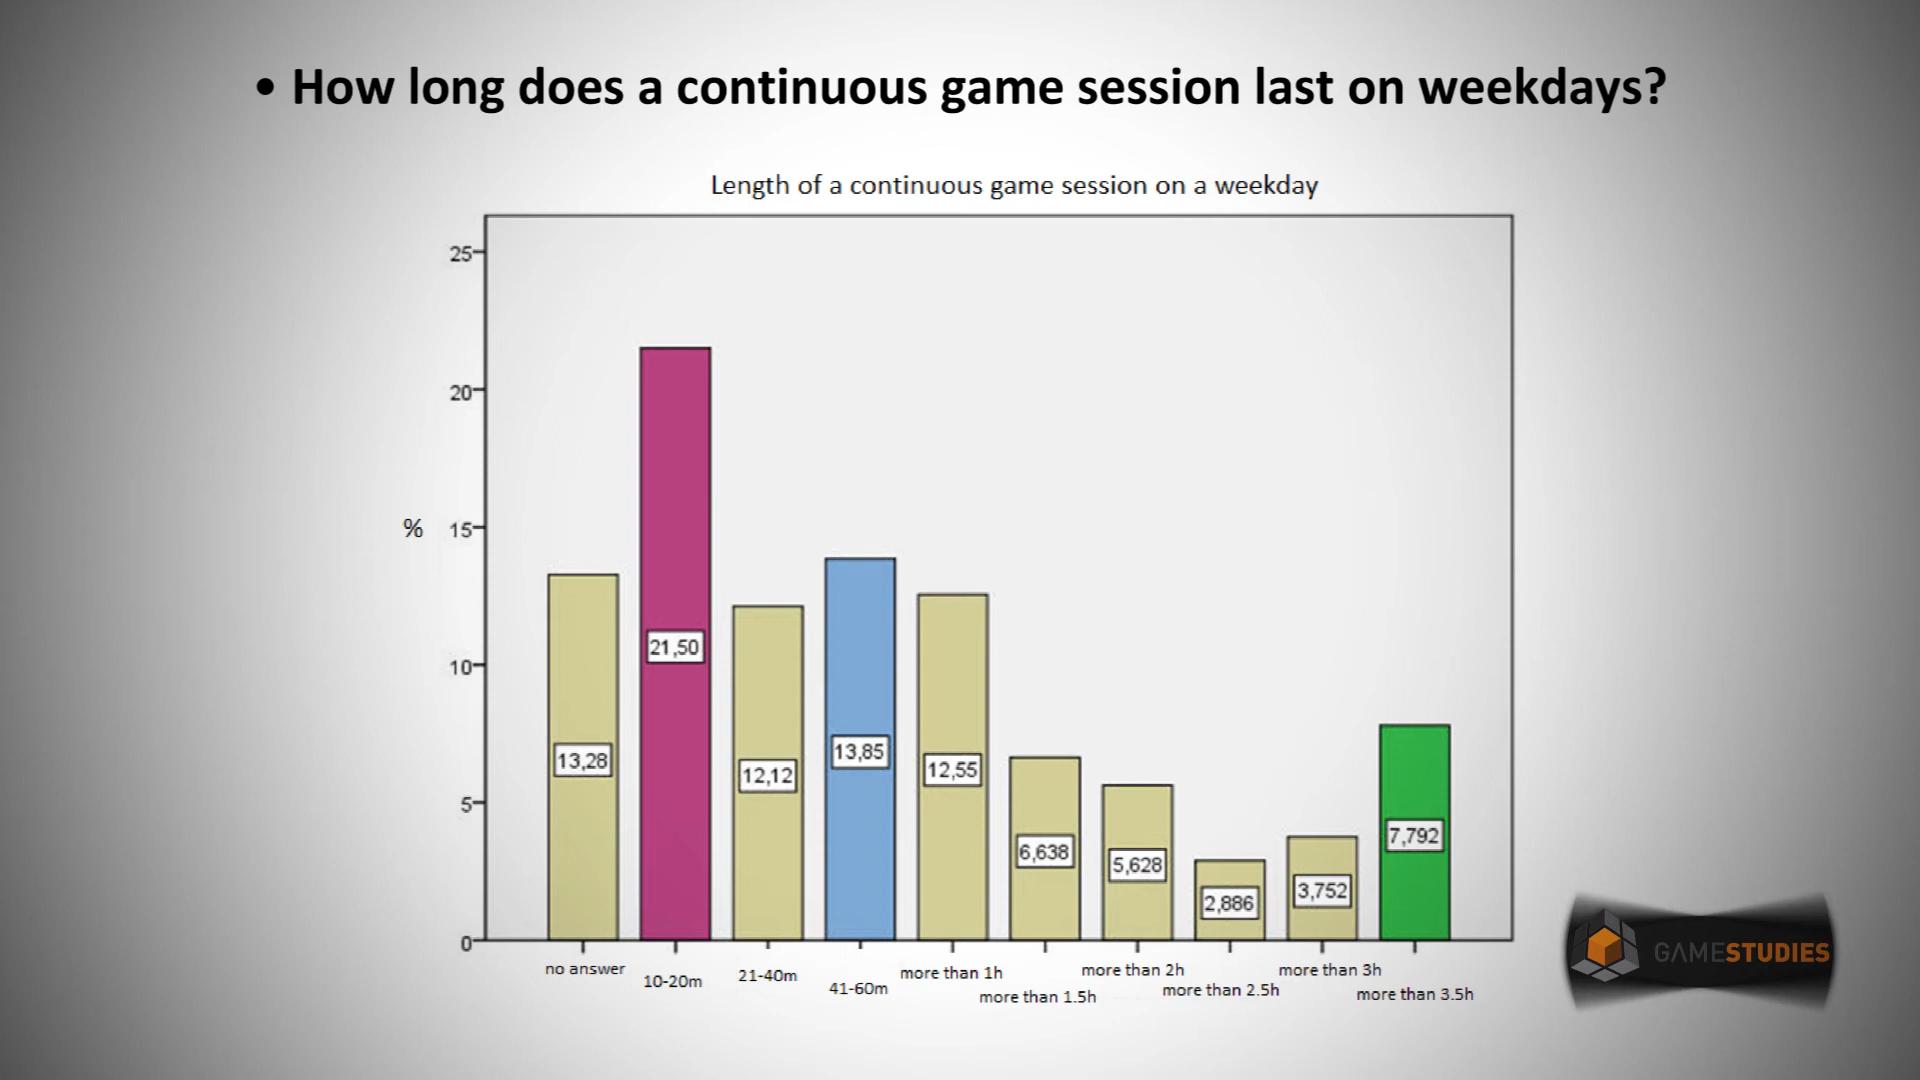 • How long does a continuous game session last on weekdays?
Length of a continuous game session on a weekday
25
20
% 15
10
5
0
13,28
21,50
12,12
13,85
12,55
6,638
5,628
2,886
3,752
7,792
no answer
10-20m
21-40m
41-60m
more than 1h
more than 1.5h
more than 2h
more than 2.5h
more than 3h
more than 3.5h
GAMESTUDIES